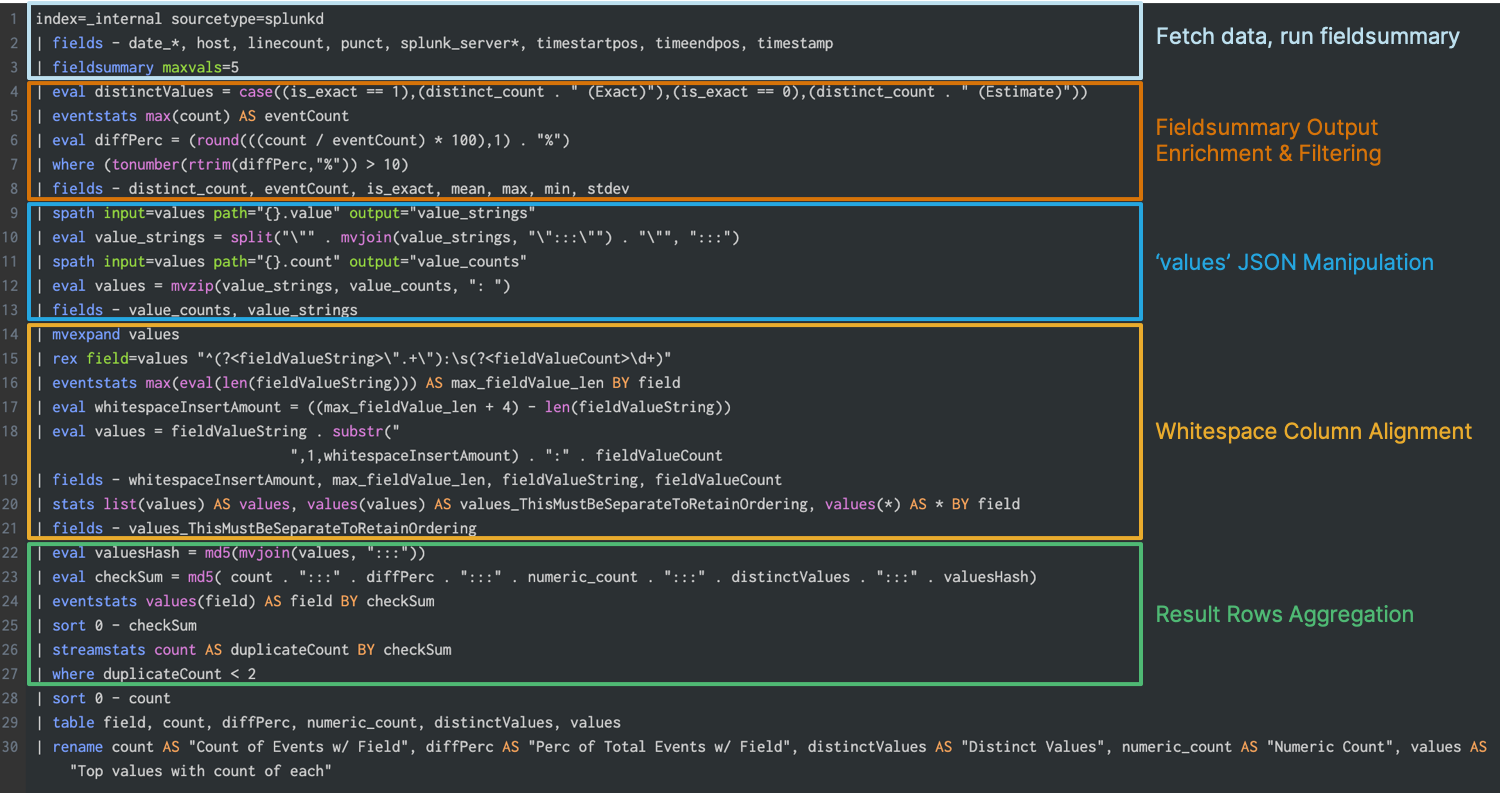 1 index=_internal sourcetype=splunkd
2 | fields - date_*, host, linecount, punct, splunk_server*, timestartpos, timeendpos, timestamp
3 | fieldsummary maxvals=5
Fetch data, run fieldsummary
4 | eval distinctValues = case((is_exact == 1),(distinct_count . " (Exact)"),(is_exact == 0),(distinct_count . " (Estimate)"))
5 | eventstats max(count) AS eventCount
6 | eval diffPerc = (round(((count / eventCount) * 100),1) . "%")
7 | where (tonumber(rtrim(diffPerc,"%")) > 10)
8 | fields - distinct_count, eventCount, is_exact, mean, max, min, stdev
Fieldsummary Output
Enrichment & Filtering
9 | spath input=values path="{}.value" output="value_strings"
10 | eval value_strings = split("\"" . mvjoin(value_strings, "\":::\"") . "\"", ":::")
11 | spath input=values path="{}.count" output="value_counts"
12 | eval values = mvzip(value_strings, value_counts, ": ")
13 | fields - value_counts, value_strings
‘values’ JSON Manipulation
14 | mvexpand values
15 | rex field=values "^(?<fieldValueString>\".+\"):\s(?<fieldValueCount>\d+)"
16 | eventstats max(eval(len(fieldValueString))) AS max_fieldValue_len BY field
17 | eval whitespaceInsertAmount = ((max_fieldValue_len + 4) - len(fieldValueString))
18 | eval values = fieldValueString . substr("
",1,whitespaceInsertAmount) . ":" . fieldValueCount
19 | fields - whitespaceInsertAmount, max_fieldValue_len, fieldValueString, fieldValueCount
20 | stats list(values) AS values, values(values) AS values_ThisMustBeSeparateToRetainOrdering, values(*) AS * BY field
21 | fields - values_ThisMustBeSeparateToRetainOrdering
Whitespace Column Alignment
22 | eval valuesHash = md5(mvjoin(values, ":::"))
23 | eval checkSum = md5( count . ":::" . diffPerc . ":::" . numeric_count . ":::" . distinctValues . ":::" . valuesHash)
24 | eventstats values(field) AS field BY checkSum
25 | sort 0 - checkSum
26 | streamstats count AS duplicateCount BY checkSum
27 | where duplicateCount < 2
Result Rows Aggregation
28 | sort 0 - count
29 | table field, count, diffPerc, numeric_count, distinctValues, values
30 | rename count AS "Count of Events w/ Field", diffPerc AS "Perc of Total Events w/ Field", distinctValues AS "Distinct Values", numeric_count AS "Numeric Count", values AS
"Top values with count of each"